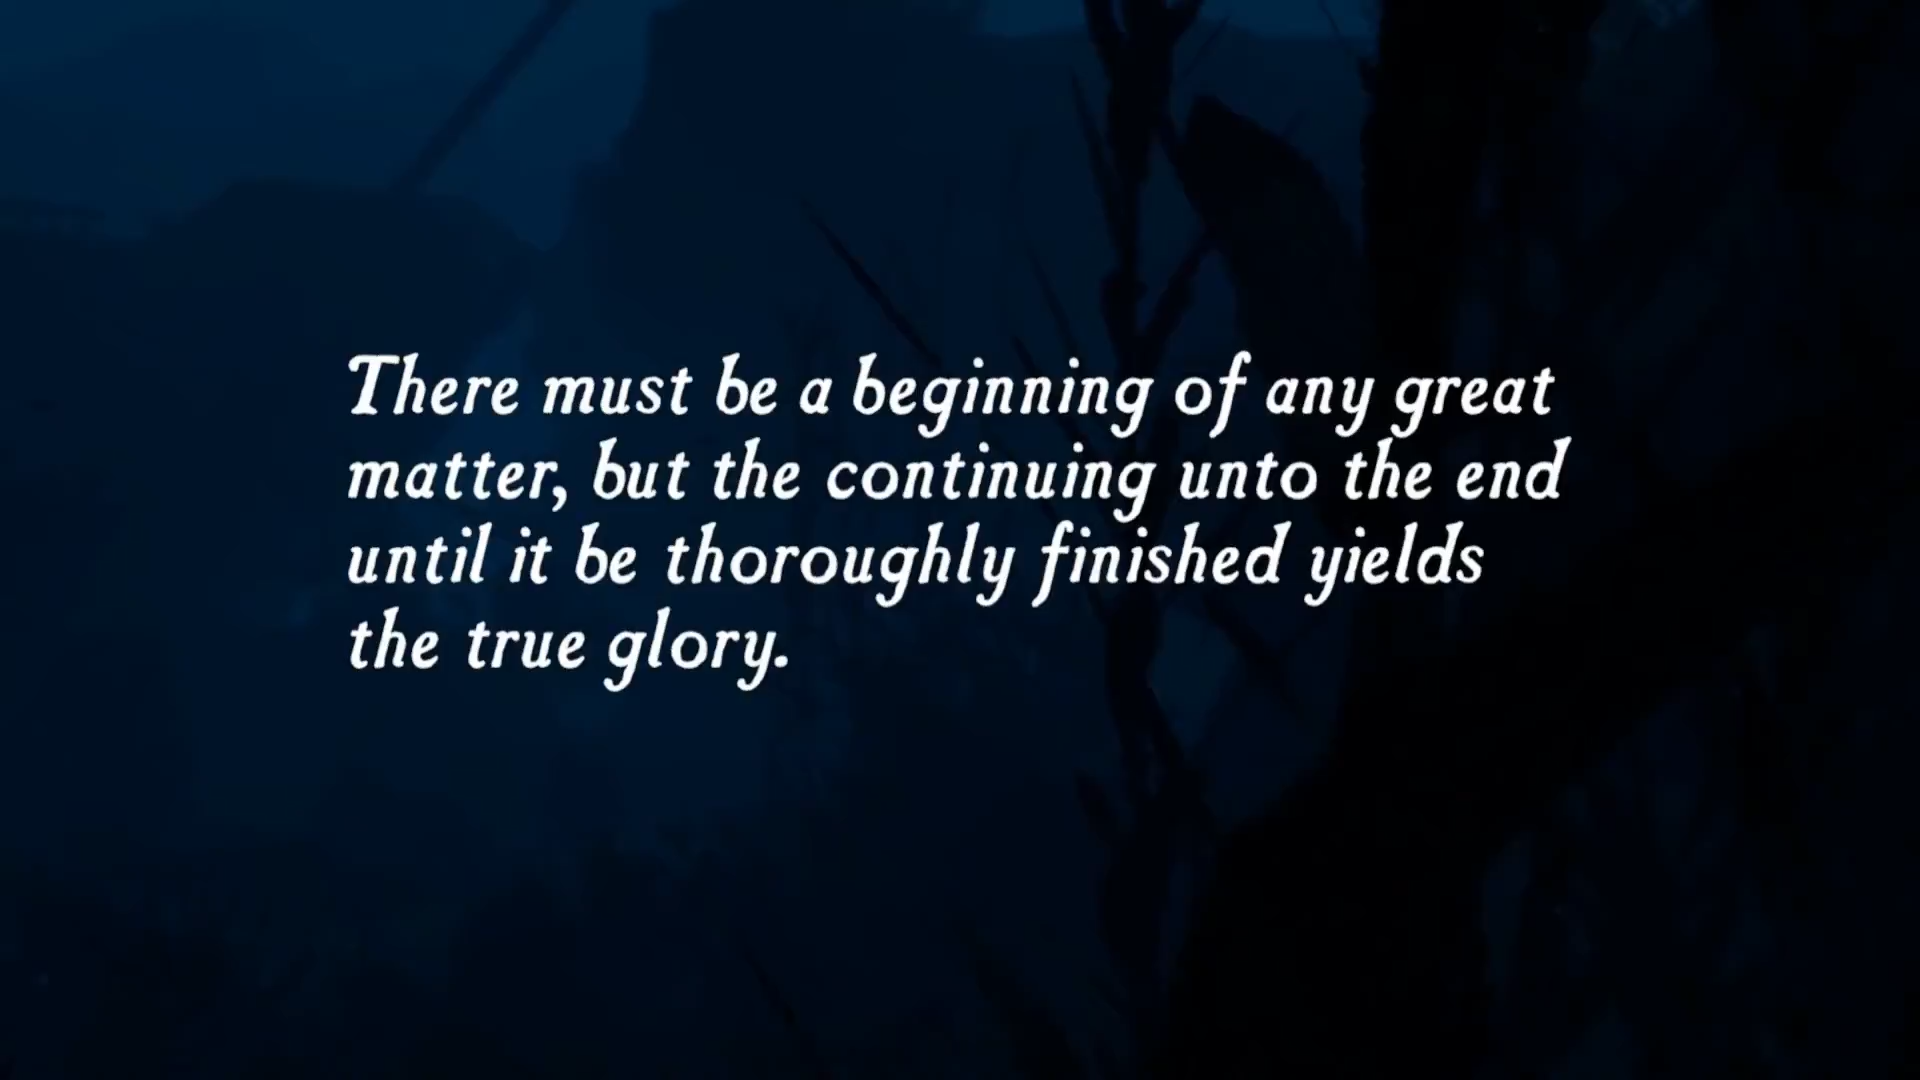 There must be a beginning of any great
matter, but the continuing unto the end
until it be thoroughly finished yields
the true glory.